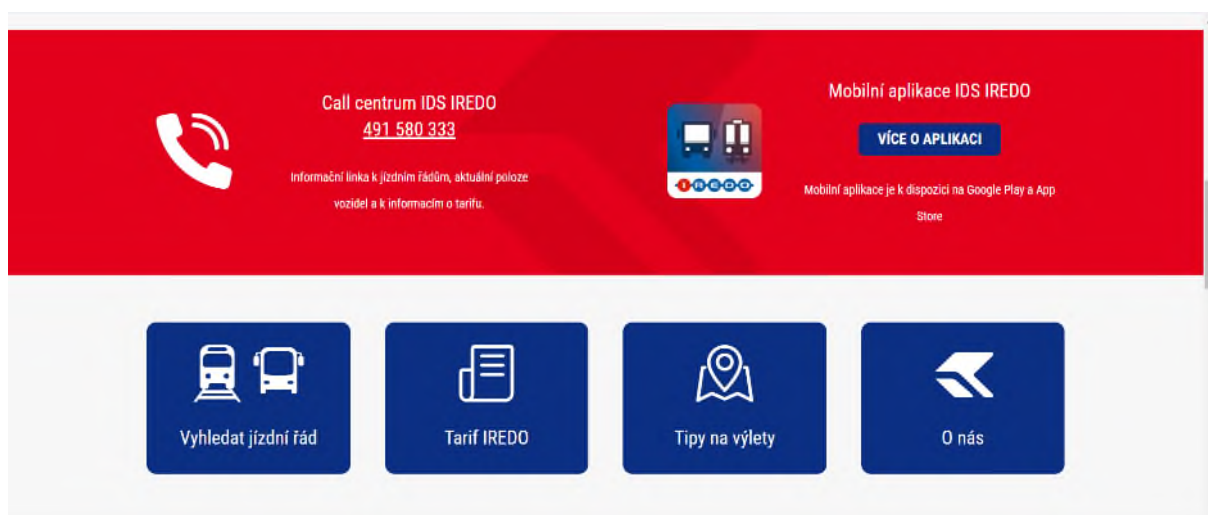 Call centrum IDS IREDO
491 580 333
Informační linka k jízdním řádům, aktuální poloze
vozidel a k informacím o tarifu.
IREDO
Mobilní aplikace IDS IREDO
VÍCE O APLIKACI
Mobilní aplikace je k dispozici na Google Play a App
Store
Vyhledat jízdní řád
Tarif IREDO
Tipy na výlety
O nás